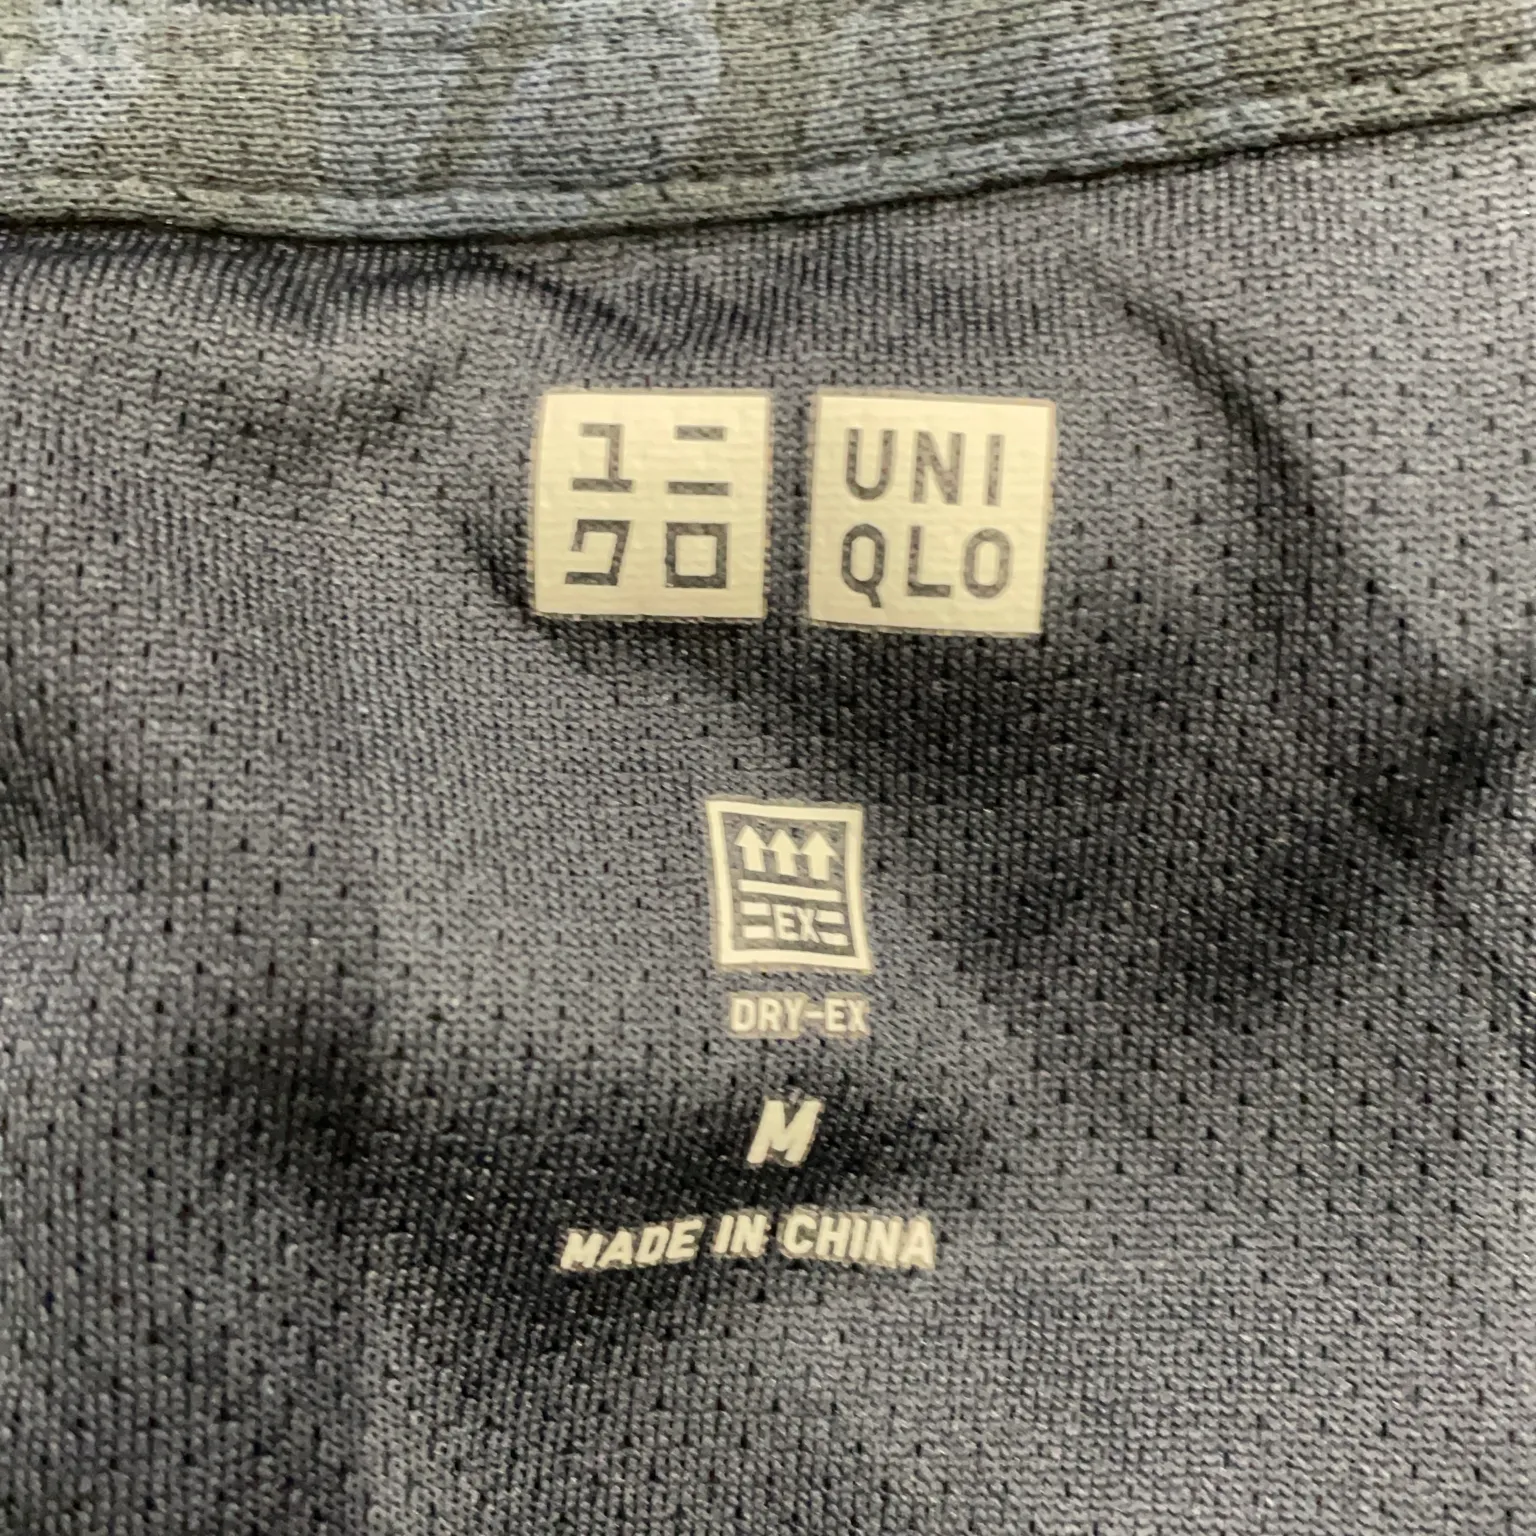 ユニ
クロ
UNI
QLO
EX
DRY-EX
M
MADE IN CHINA